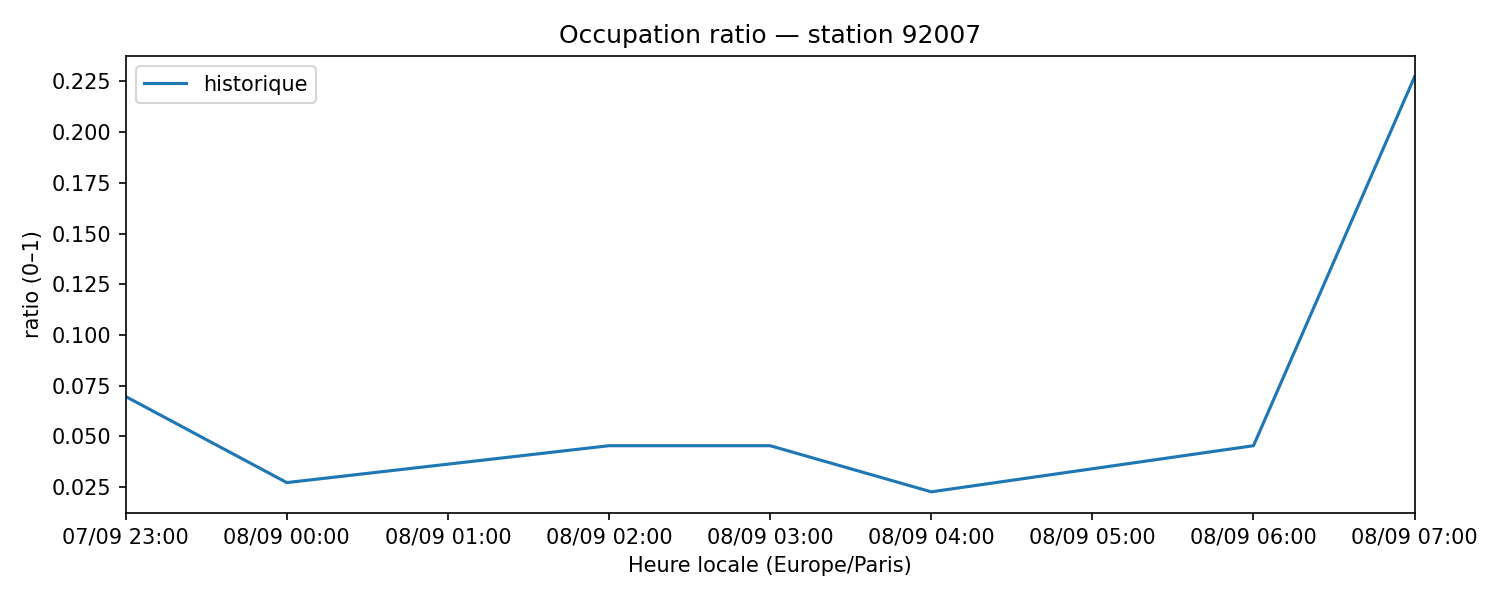 Occupation ratio — station 92007
historique
ratio (0–1)
0.225
0.200
0.175
0.150
0.125
0.100
0.075
0.050
0.025
07/09 23:00 08/09 00:00 08/09 01:00 08/09 02:00 08/09 03:00 08/09 04:00 08/09 05:00 08/09 06:00 08/09 07:00
Heure locale (Europe/Paris)